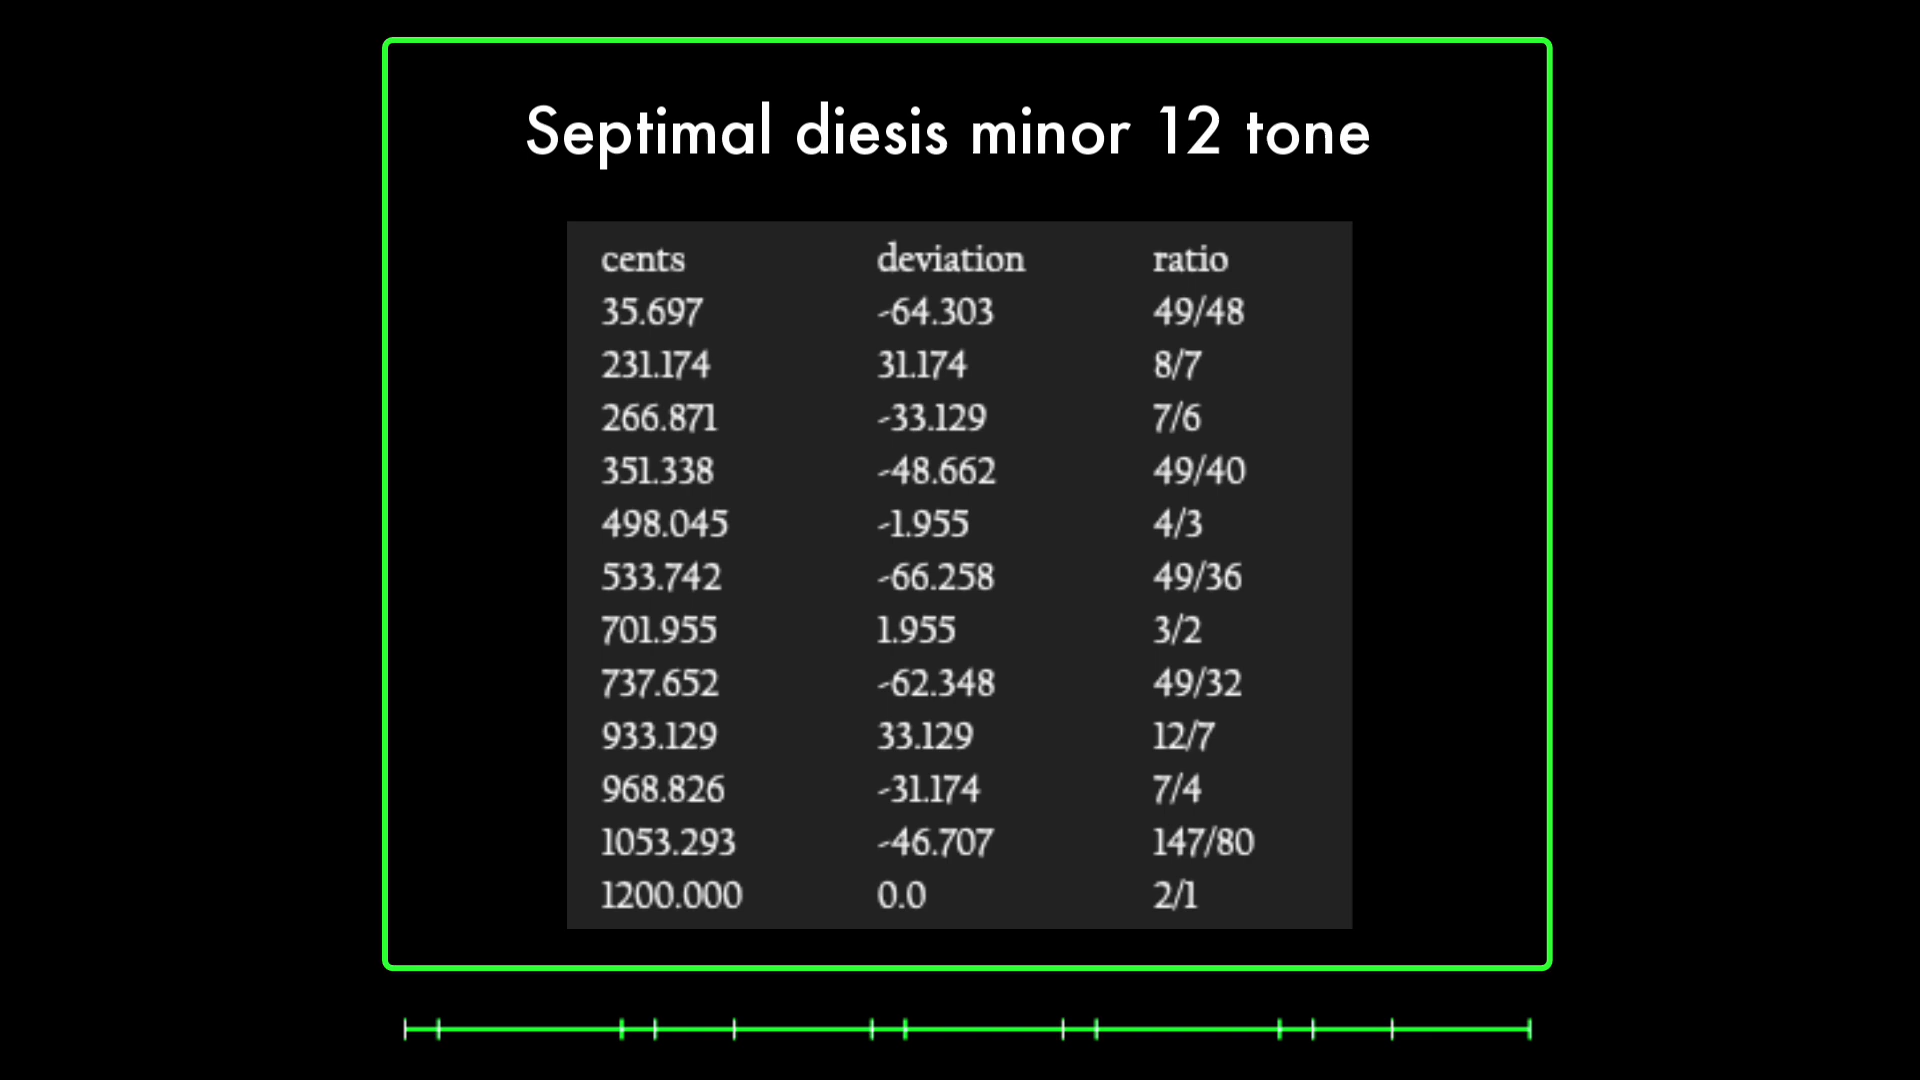 Septimal diesis minor 12 tone
cents deviation ratio
35.697 -64.303 49/48
231.174 31.174 8/7
266.871 -33.129 7/6
351.338 -48.662 49/40
498.045 -1.955 4/3
533.742 -66.258 49/36
701.955 1.955 3/2
737.652 -62.348 49/32
933.129 33.129 12/7
968.826 -31.174 7/4
1053.293 -46.707 147/80
1200.000 0.0 2/1